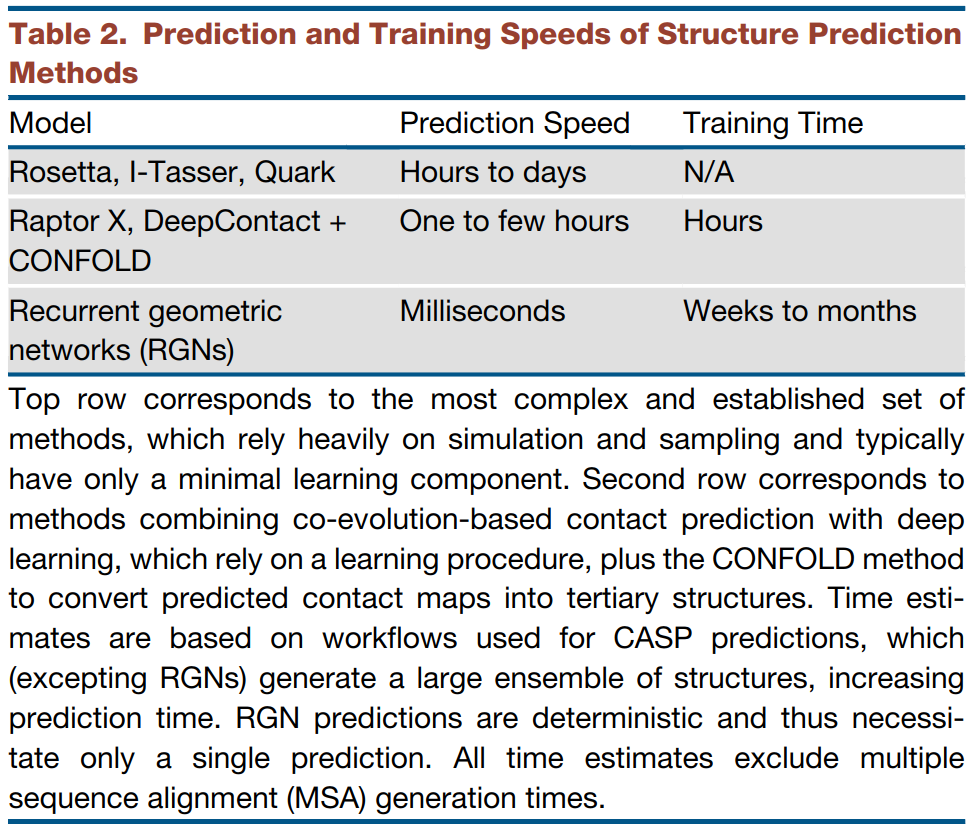 Table 2. Prediction and Training Speeds of Structure Prediction
Methods
Model Prediction Speed Training Time
Rosetta, I-Tasser, Quark Hours to days N/A
Raptor X, DeepContact + One to few hours Hours
CONFOLD
Recurrent geometric Milliseconds Weeks to months
networks (RGNs)
Top row corresponds to the most complex and established set of
methods, which rely heavily on simulation and sampling and typically
have only a minimal learning component. Second row corresponds to
methods combining co-evolution-based contact prediction with deep
learning, which rely on a learning procedure, plus the CONFOLD method
to convert predicted contact maps into tertiary structures. Time esti-
mates are based on workflows used for CASP predictions, which
(excepting RGNs) generate a large ensemble of structures, increasing
prediction time. RGN predictions are deterministic and thus necessi-
tate only a single prediction. All time estimates exclude multiple
sequence alignment (MSA) generation times.